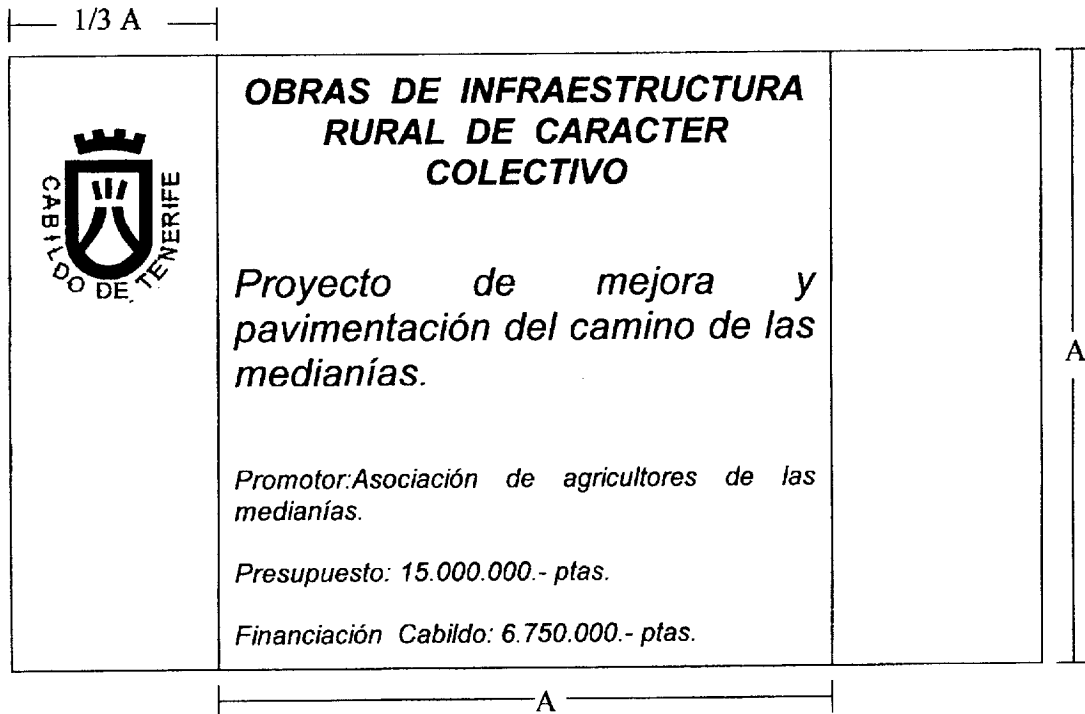 1/3 A
OBRAS DE INFRAESTRUCTURA
RURAL DE CARACTER
COLECTIVO
CABILDO DE TENERIFE
Proyecto de mejora y
pavimentación del camino de las
medianías.
A
Promotor:Asociación de agricultores de las
medianías.
Presupuesto: 15.000.000.- ptas.
Financiación Cabildo: 6.750.000.- ptas.
A